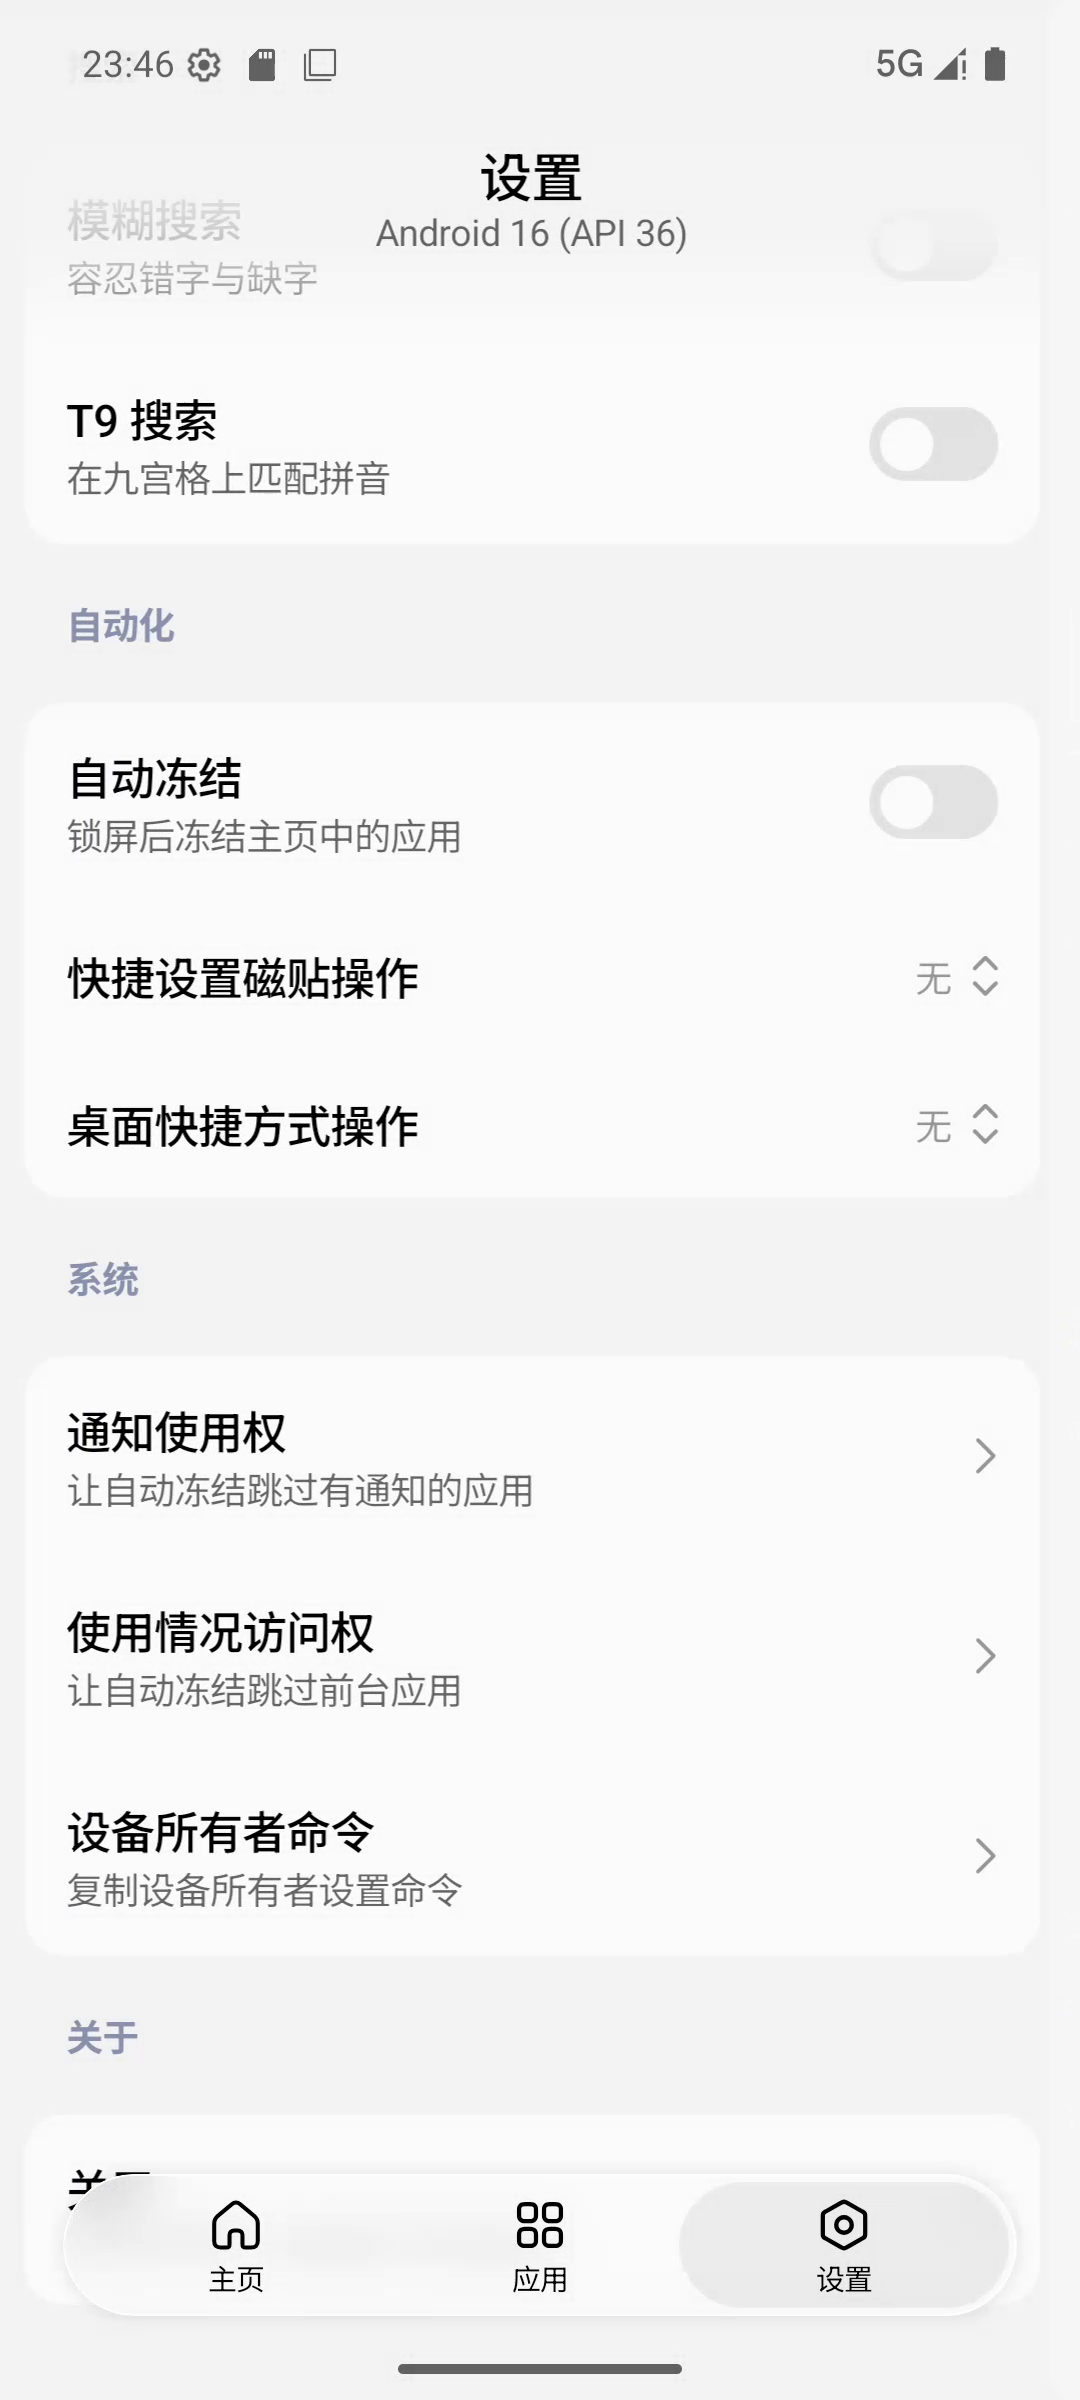 23:46
5G
设置
Android 16 (API 36)
模糊搜索
容忍错字与缺字
T9 搜索
在九宫格上匹配拼音
自动化
自动冻结
锁屏后冻结主页中的应用
快捷设置磁贴操作
无
桌面快捷方式操作
无
系统
通知使用权
让自动冻结跳过有通知的应用
使用情况访问权
让自动冻结跳过前台应用
设备所有者命令
复制设备所有者设置命令
关于
主页
应用
设置